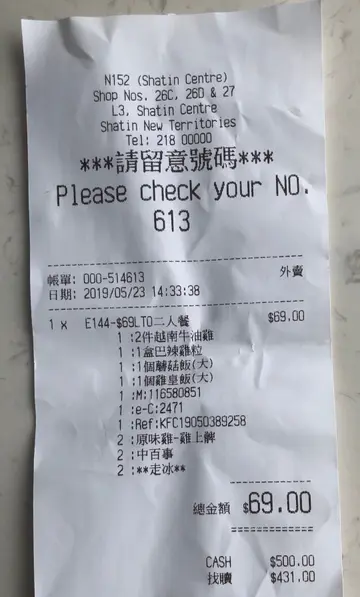 N152 (Shatin Centre)
Shop Nos. 26C, 26D & 27
L3, Shatin Centre
Shatin New Territories
Tel: 218 00000
***請留意號碼***
Please check your NO.
613
帳單: 000-514613 外賣
日期: 2019/05/23 14:33:38
1 x E144-$69LTO二人餐 $69.00
1 :2件越南牛油雞
1 :1盒巴辣雞粒
1 :1個蘑菇飯(大)
1 :1個雞皇飯(大)
1 :M:116580851
1 :e-C:2471
1 :Ref:KFC19050389258
2 :原味雞-雞上髀
2 :中百事
2 :**走冰**
總金額 $69.00
CASH $500.00
找贖 $431.00